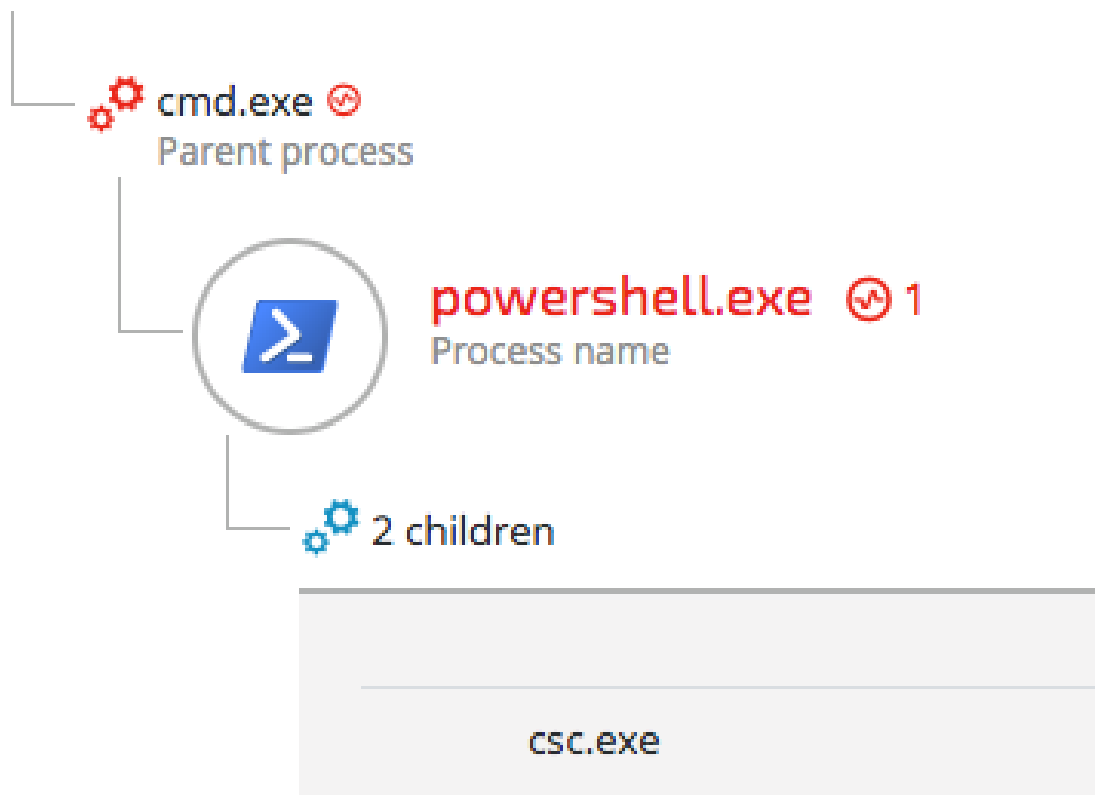 cmd.exe
Parent process
powershell.exe 1
Process name
2 children
csc.exe